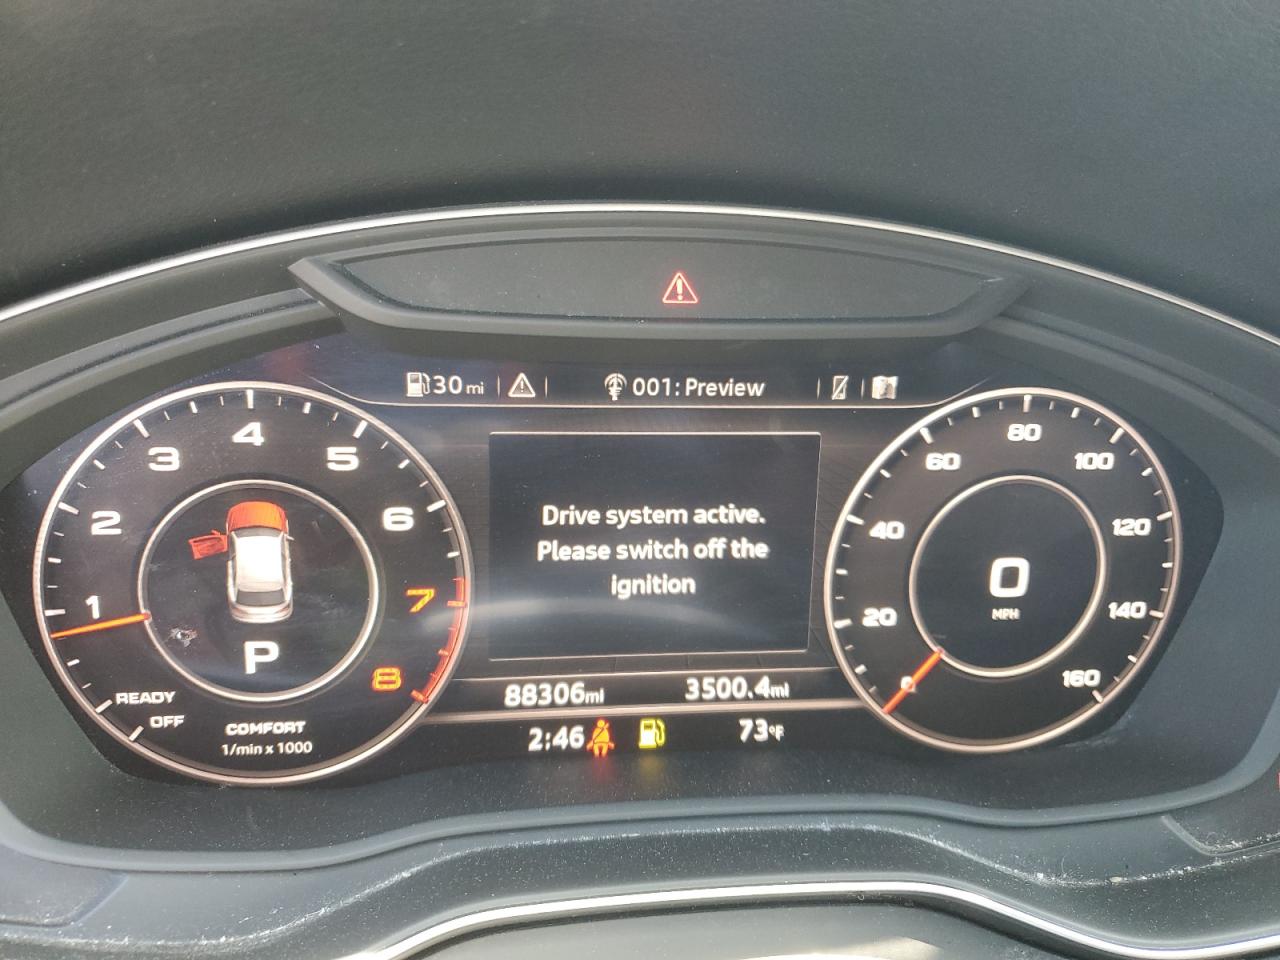 30 mi
001: Preview
1
2
3
4
5
6
7
8
P
READY
OFF
COMFORT
1/min x 1000
Drive system active.
Please switch off the
ignition
88306mi
3500.4mi
2:46
73°F
0
20
40
60
80
100
120
140
160
0
MPH